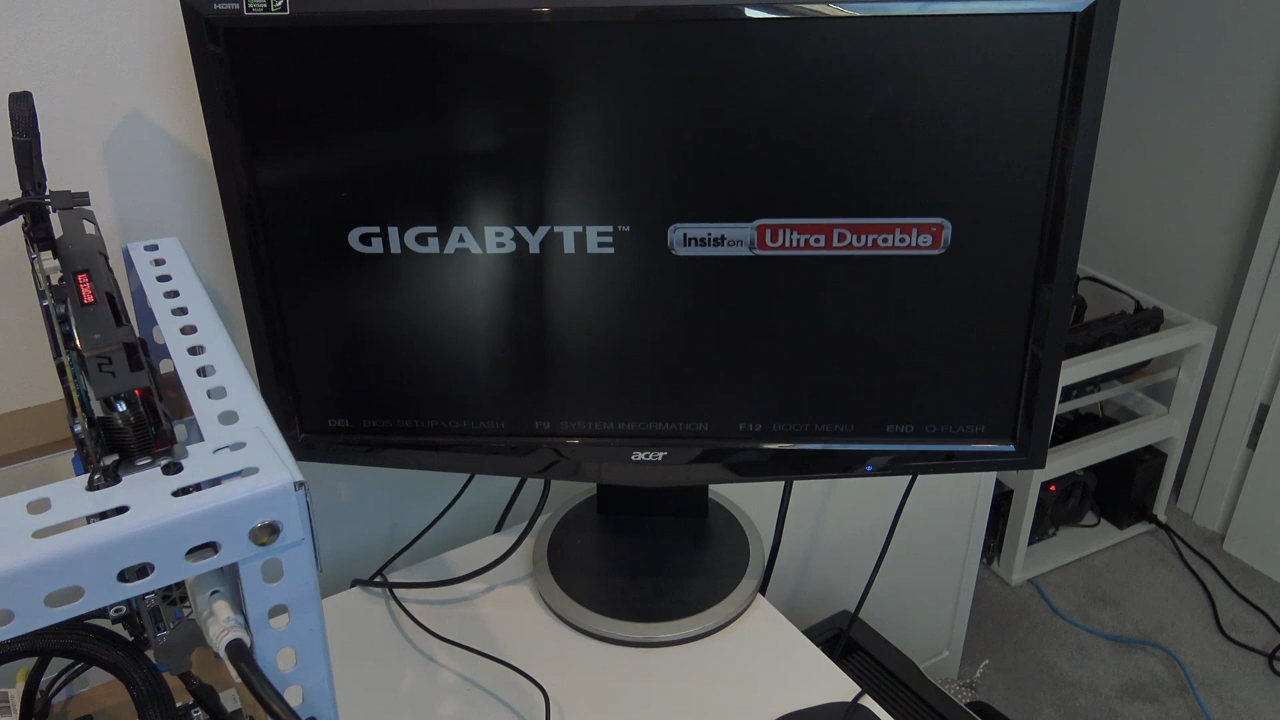 HDMI
GIGABYTE™
Insist on Ultra Durable™
DEL BIOS SETUP\Q-FLASH F9 SYSTEM INFORMATION F12 BOOT MENU END Q-FLASH
acer